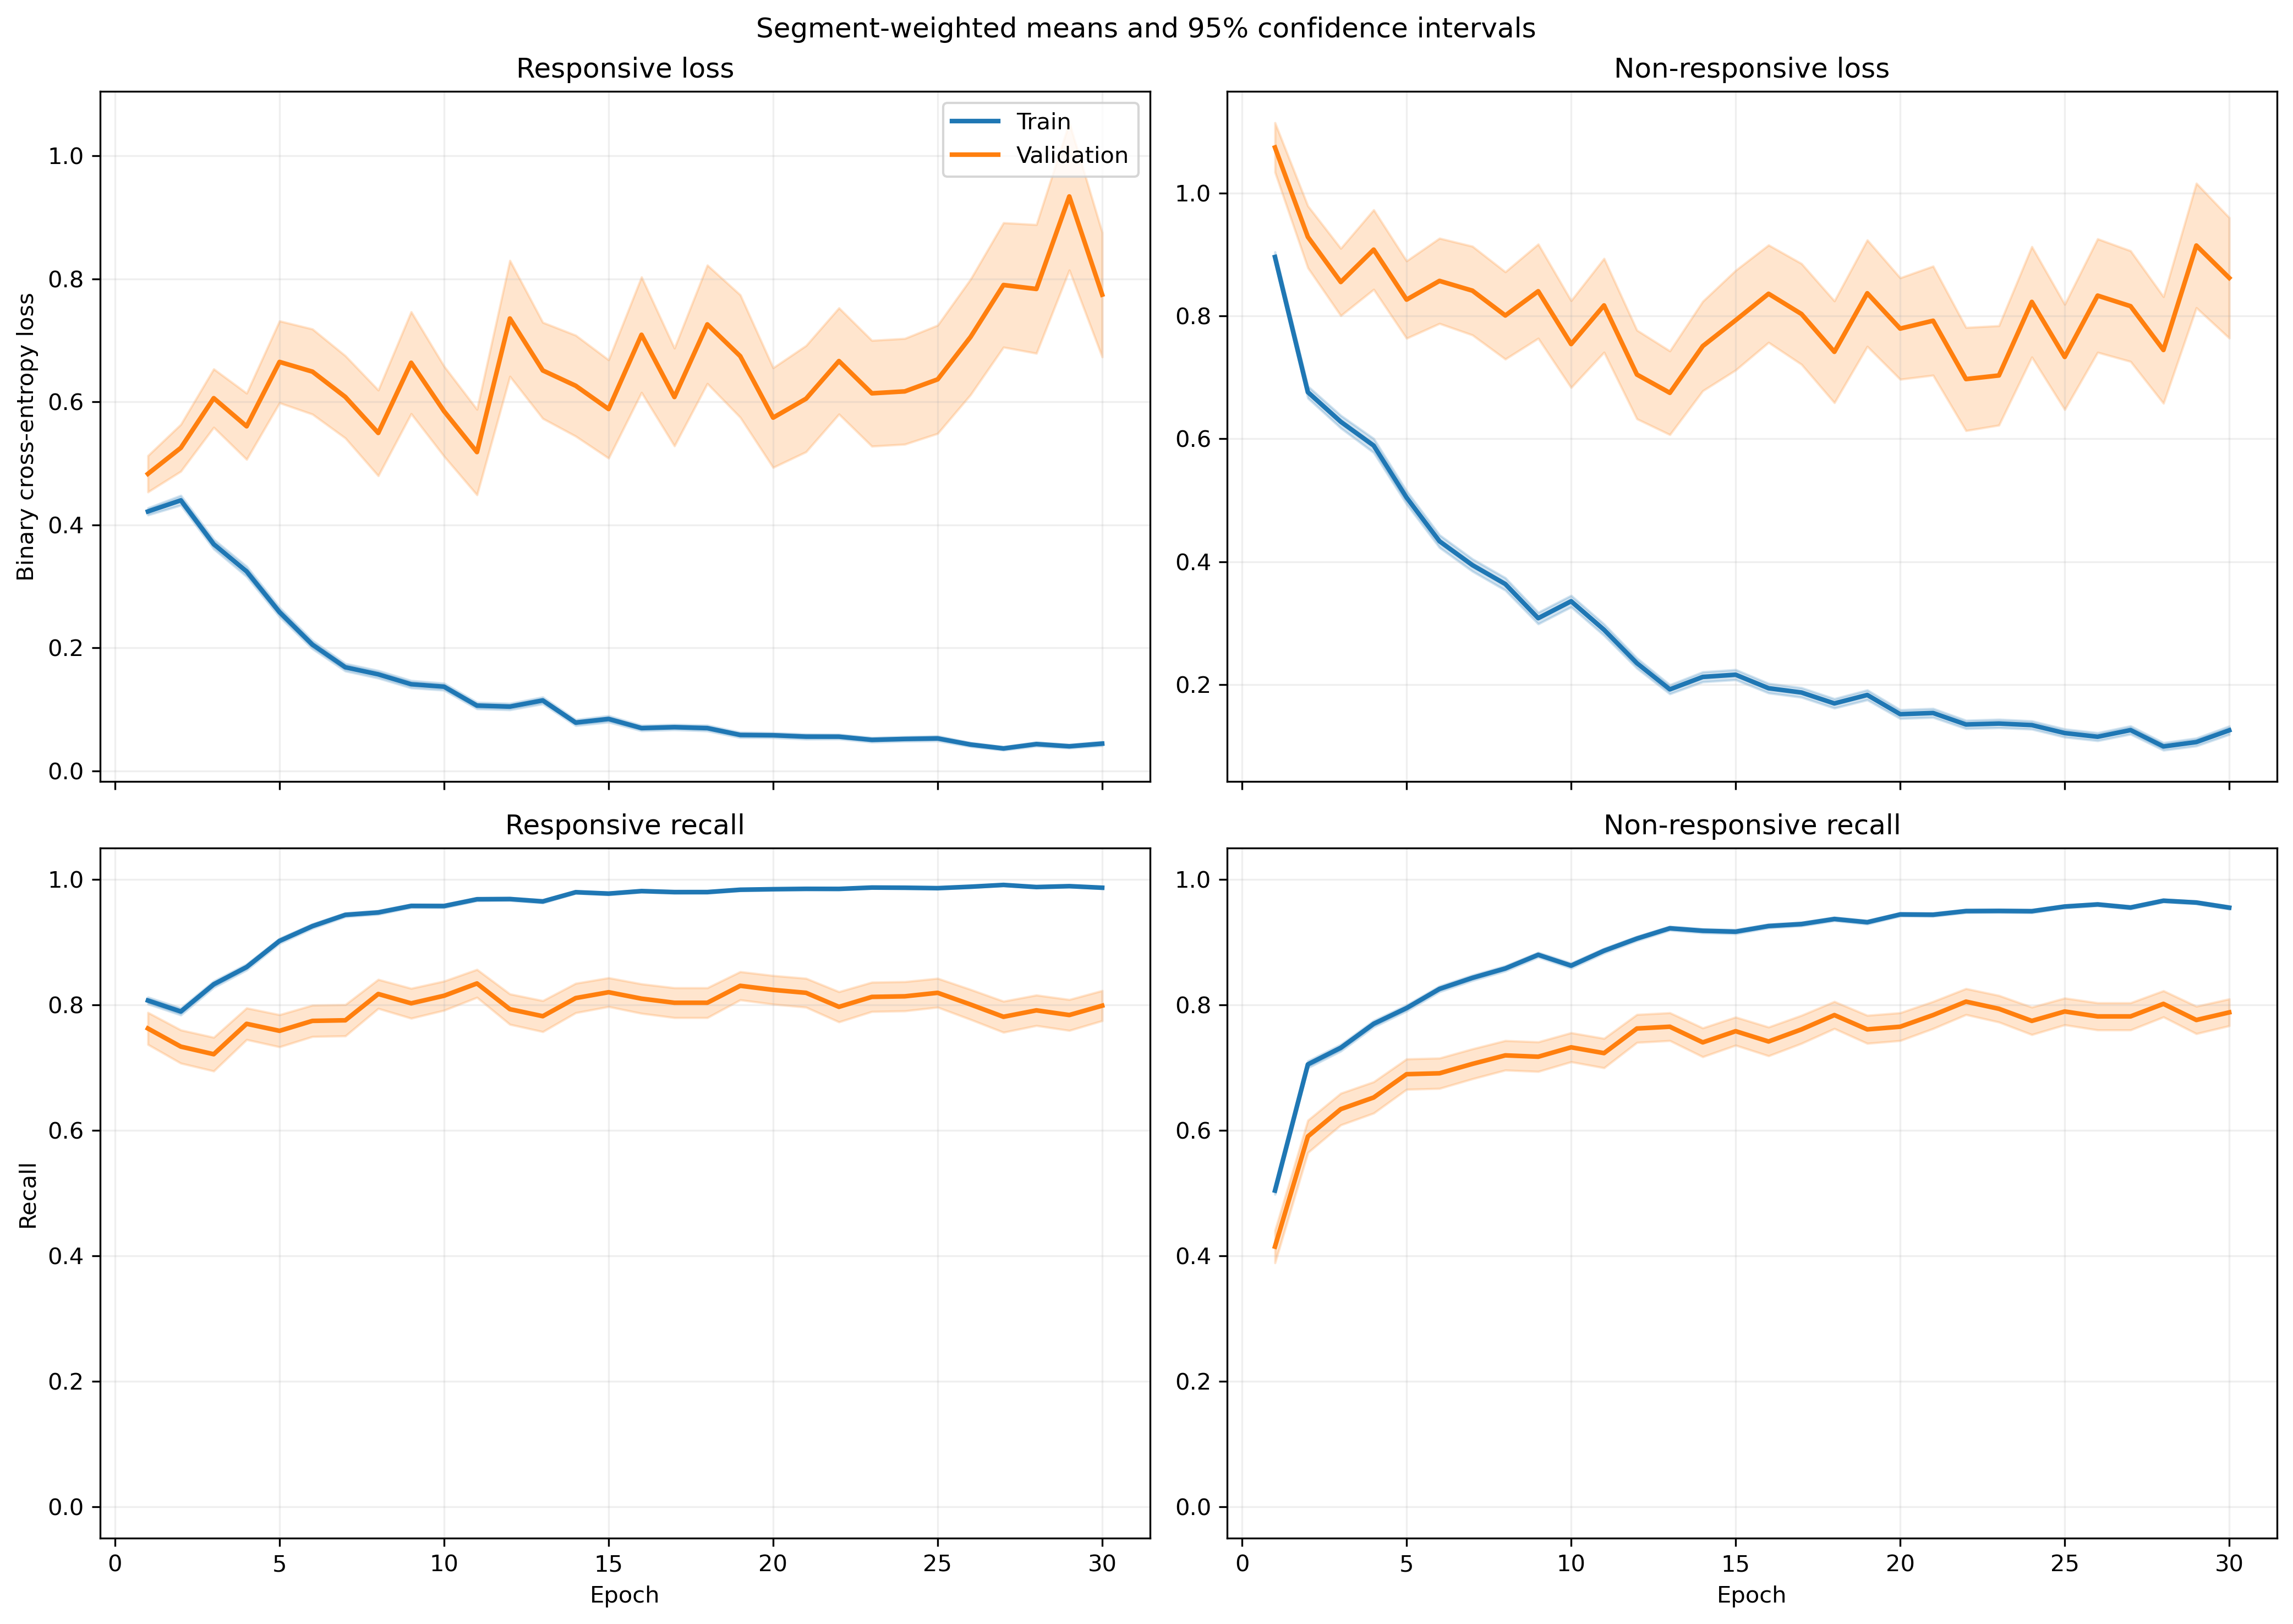 Segment-weighted means and 95% confidence intervals
Responsive loss
Non-responsive loss
Binary cross-entropy loss
1.0
0.8
0.6
0.4
0.2
0.0
Train
Validation
1.0
0.8
0.6
0.4
0.2
Responsive recall
Non-responsive recall
Recall
1.0
0.8
0.6
0.4
0.2
0.0
0 5 10 15 20 25 30
Epoch
1.0
0.8
0.6
0.4
0.2
0.0
0 5 10 15 20 25 30
Epoch